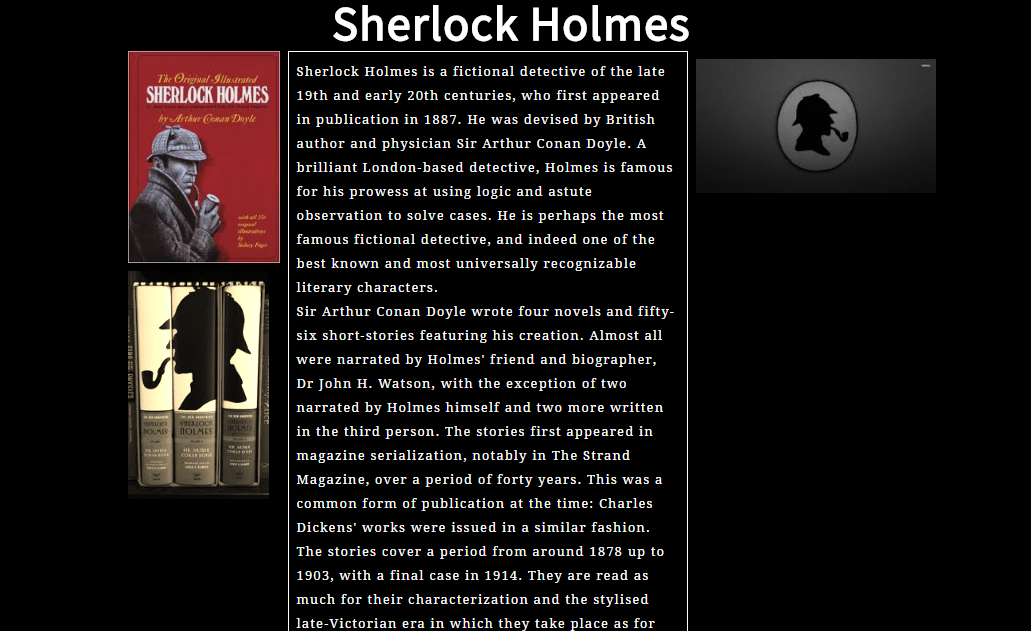 Sherlock Holmes
The Original Illustrated
SHERLOCK HOLMES
by Arthur Conan Doyle
with all
original
illustrations
by
Sidney Paget
SHERLOCK
HOLMES
SIR ARTHUR
CONAN DOYLE
SHERLOCK
HOLMES
SIR ARTHUR
CONAN DOYLE
SHERLOCK
HOLMES
SIR ARTHUR
CONAN DOYLE
Sherlock Holmes is a fictional detective of the late
19th and early 20th centuries, who first appeared
in publication in 1887. He was devised by British
author and physician Sir Arthur Conan Doyle. A
brilliant London-based detective, Holmes is famous
for his prowess at using logic and astute
observation to solve cases. He is perhaps the most
famous fictional detective, and indeed one of the
best known and most universally recognizable
literary characters.
Sir Arthur Conan Doyle wrote four novels and fifty-
six short-stories featuring his creation. Almost all
were narrated by Holmes' friend and biographer,
Dr John H. Watson, with the exception of two
narrated by Holmes himself and two more written
in the third person. The stories first appeared in
magazine serialization, notably in The Strand
Magazine, over a period of forty years. This was a
common form of publication at the time: Charles
Dickens' works were issued in a similar fashion.
The stories cover a period from around 1878 up to
1903, with a final case in 1914. They are read as
much for their characterization and the stylised
late-Victorian era in which they take place as for